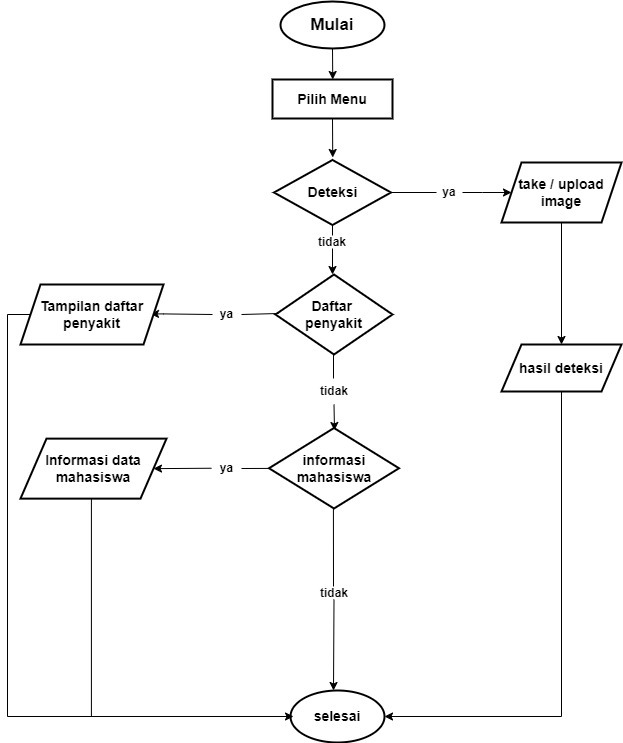 Mulai
Pilih Menu
Deteksi
ya
take / upload
image
tidak
Tampilan daftar
penyakit
ya
Daftar
penyakit
hasil deteksi
tidak
Informasi data
mahasiswa
ya
informasi
mahasiswa
tidak
selesai